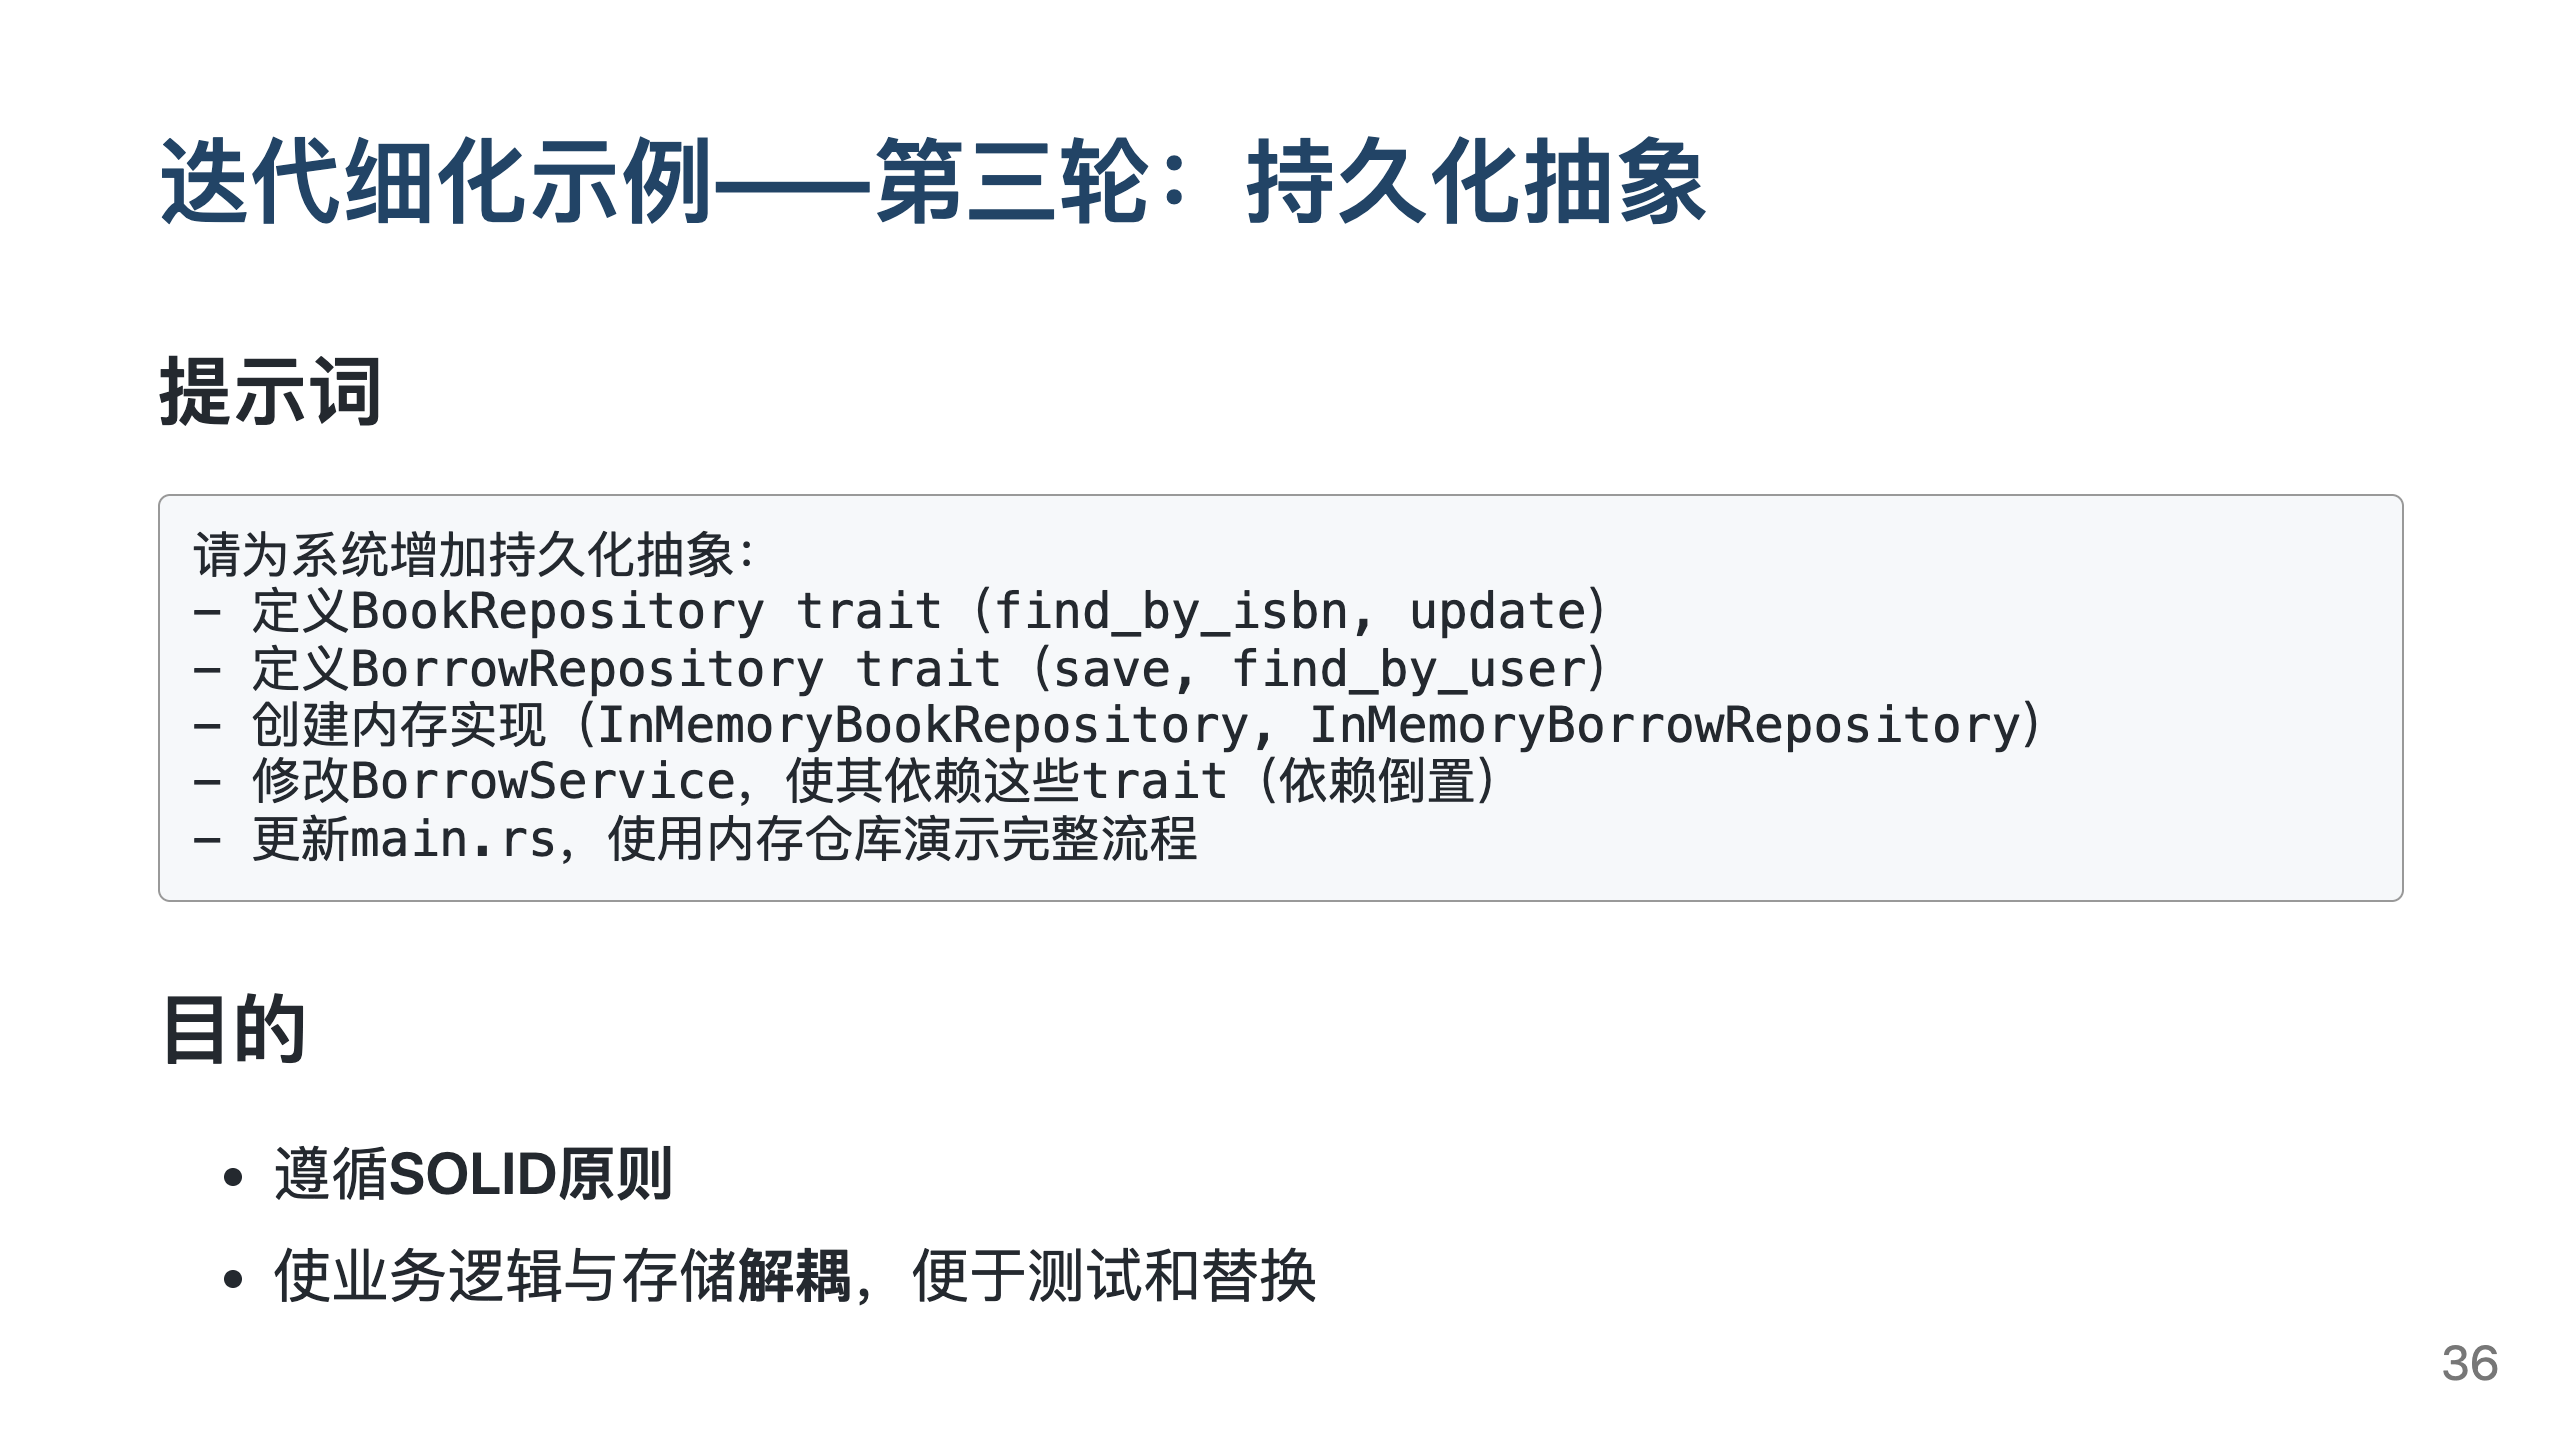 迭代细化示例——第三轮：持久化抽象
提示词
请为系统增加持久化抽象：
- 定义BookRepository trait（find_by_isbn, update）
- 定义BorrowRepository trait（save, find_by_user）
- 创建内存实现（InMemoryBookRepository, InMemoryBorrowRepository）
- 修改BorrowService，使其依赖这些trait（依赖倒置）
- 更新main.rs，使用内存仓库演示完整流程
目的
• 遵循SOLID原则
• 使业务逻辑与存储解耦，便于测试和替换
36